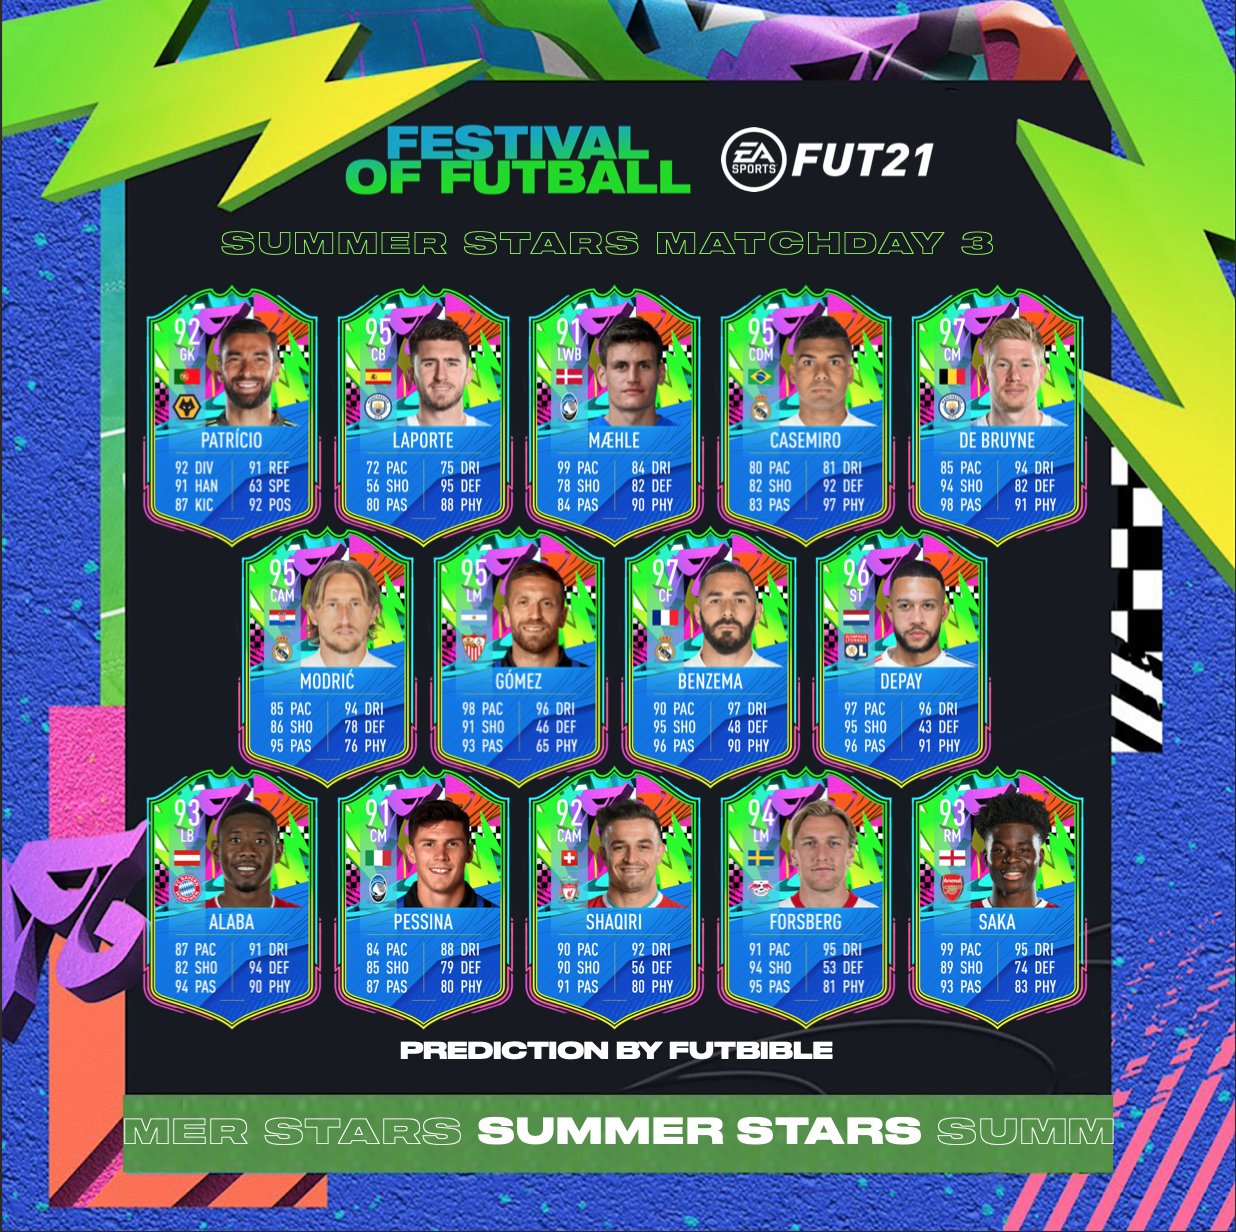 FESTIVAL
OF FUTBALL
EA
SPORTS
FUT21
SUMMER STARS MATCHDAY 3
92
GK
PATRÍCIO
92 DIV 91 REF
91 HAN 63 SPE
87 KIC 92 POS
95
CB
LAPORTE
72 PAC 75 DRI
56 SHO 95 DEF
80 PAS 88 PHY
91
LWB
MÆHLE
99 PAC 84 DRI
78 SHO 82 DEF
84 PAS 90 PHY
95
CDM
CASEMIRO
80 PAC 81 DRI
82 SHO 92 DEF
83 PAS 97 PHY
97
CM
DE BRUYNE
85 PAC 94 DRI
94 SHO 82 DEF
98 PAS 91 PHY
95
CAM
MODRIĆ
85 PAC 94 DRI
86 SHO 78 DEF
95 PAS 76 PHY
95
LM
GÓMEZ
98 PAC 96 DRI
91 SHO 46 DEF
93 PAS 65 PHY
97
CF
BENZEMA
90 PAC 97 DRI
95 SHO 48 DEF
96 PAS 90 PHY
96
ST
OL
DEPAY
97 PAC 96 DRI
95 SHO 43 DEF
96 PAS 91 PHY
93
LB
ALABA
87 PAC 91 DRI
82 SHO 94 DEF
94 PAS 90 PHY
91
CM
PESSINA
84 PAC 88 DRI
85 SHO 79 DEF
87 PAS 80 PHY
92
CAM
SHAQIRI
90 PAC 92 DRI
90 SHO 56 DEF
91 PAS 80 PHY
94
LM
FORSBERG
91 PAC 95 DRI
94 SHO 53 DEF
95 PAS 81 PHY
93
RM
Arsenal
SAKA
99 PAC 95 DRI
89 SHO 74 DEF
93 PAS 83 PHY
PREDICTION BY FUTBIBLE
MER STARS SUMMER STARS SUMM